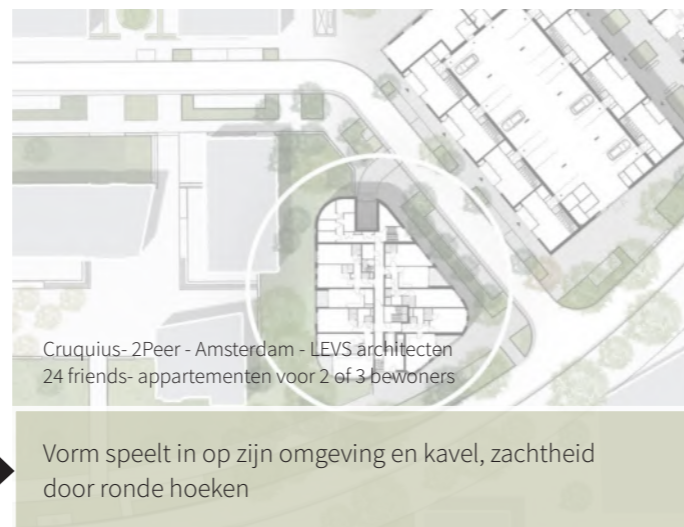 Cruquius- 2Peer - Amsterdam - LEVS architecten
24 friends- appartementen voor 2 of 3 bewoners
Vorm speelt in op zijn omgeving en kavel, zachtheid
door ronde hoeken